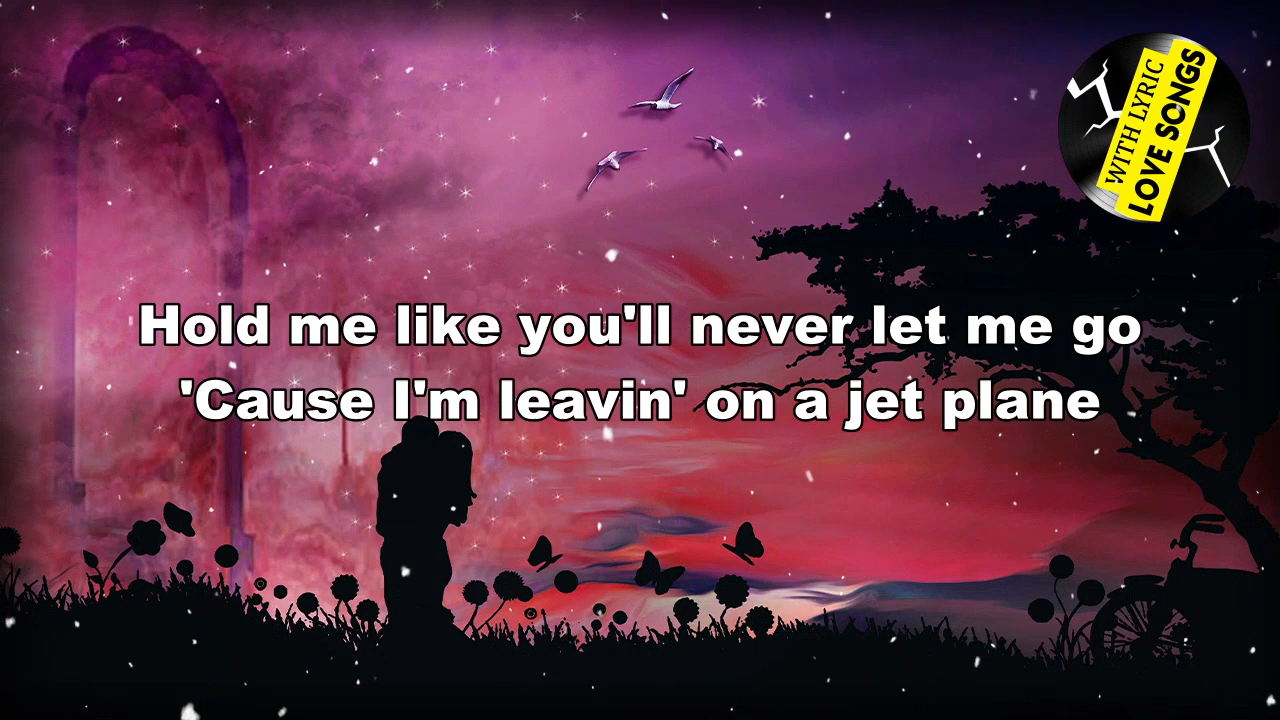 WITH LYRIC
LOVE SONGS
Hold me like you'll never let me go
'Cause I'm leavin' on a jet plane